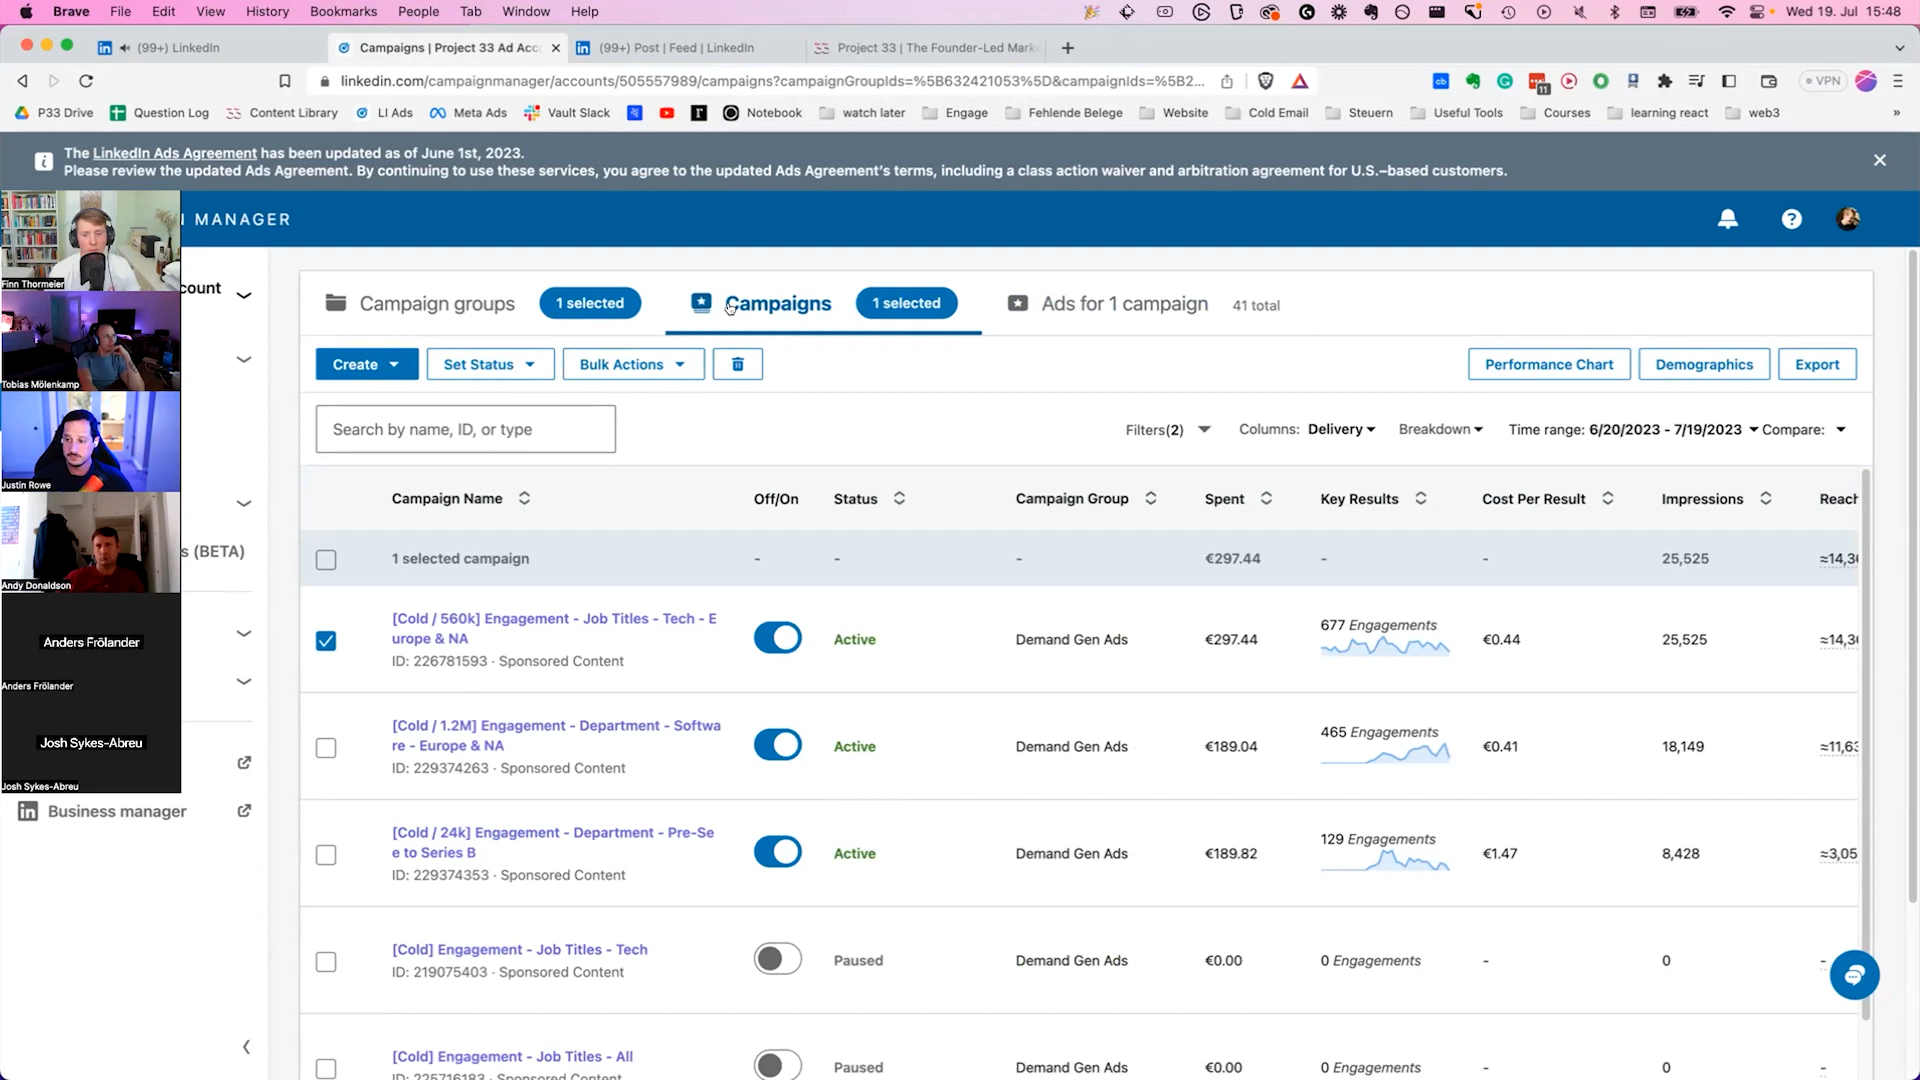 Brave File Edit View History Bookmarks People Tab Window Help Wed 19. Jul 15:48
(99+) LinkedIn Campaigns | Project 33 Ad Acc (99+) Post | Feed | LinkedIn Project 33 | The Founder-Led Mark
linkedin.com/campaignmanager/accounts/505557989/campaigns?campaignGroupIds=%5B632421053%5D&campaignIds=%5B2... 11 VPN
P33 Drive Question Log Content Library LI Ads Meta Ads Vault Slack Notebook watch later Engage Fehlende Belege Website Cold Email Steuern Useful Tools Courses learning react web3 »
The LinkedIn Ads Agreement has been updated as of June 1st, 2023.
Please review the updated Ads Agreement. By continuing to use these services, you agree to the updated Ads Agreement's terms, including a class action waiver and arbitration agreement for U.S.–based customers.
N MANAGER
Finn Thormeier
count
Tobias Mölenkamp
Justin Rowe
s (BETA)
Andy Donaldson
Anders Frölander
Anders Frölander
Josh Sykes-Abreu
Josh Sykes-Abreu
Business manager
Campaign groups 1 selected Campaigns 1 selected Ads for 1 campaign 41 total
Create Set Status Bulk Actions Performance Chart Demographics Export
Search by name, ID, or type Filters(2) Columns: Delivery Breakdown Time range: 6/20/2023 - 7/19/2023 Compare:
Campaign Name Off/On Status Campaign Group Spent Key Results Cost Per Result Impressions Reach
1 selected campaign - - - €297.44 - - 25,525 ≈14,3
[Cold / 560k] Engagement - Job Titles - Tech - E
urope & NA
ID: 226781593 · Sponsored Content
Active Demand Gen Ads €297.44 677 Engagements €0.44 25,525 ≈14,3
[Cold / 1.2M] Engagement - Department - Softwa
re - Europe & NA
ID: 229374263 · Sponsored Content
Active Demand Gen Ads €189.04 465 Engagements €0.41 18,149 ≈11,63
[Cold / 24k] Engagement - Department - Pre-Se
e to Series B
ID: 229374353 · Sponsored Content
Active Demand Gen Ads €189.82 129 Engagements €1.47 8,428 ≈3,05
[Cold] Engagement - Job Titles - Tech
ID: 219075403 · Sponsored Content
Paused Demand Gen Ads €0.00 0 Engagements - 0 -
[Cold] Engagement - Job Titles - All
ID: 225716183 · Sponsored Content
Paused Demand Gen Ads €0.00 0 Engagements - 0 -